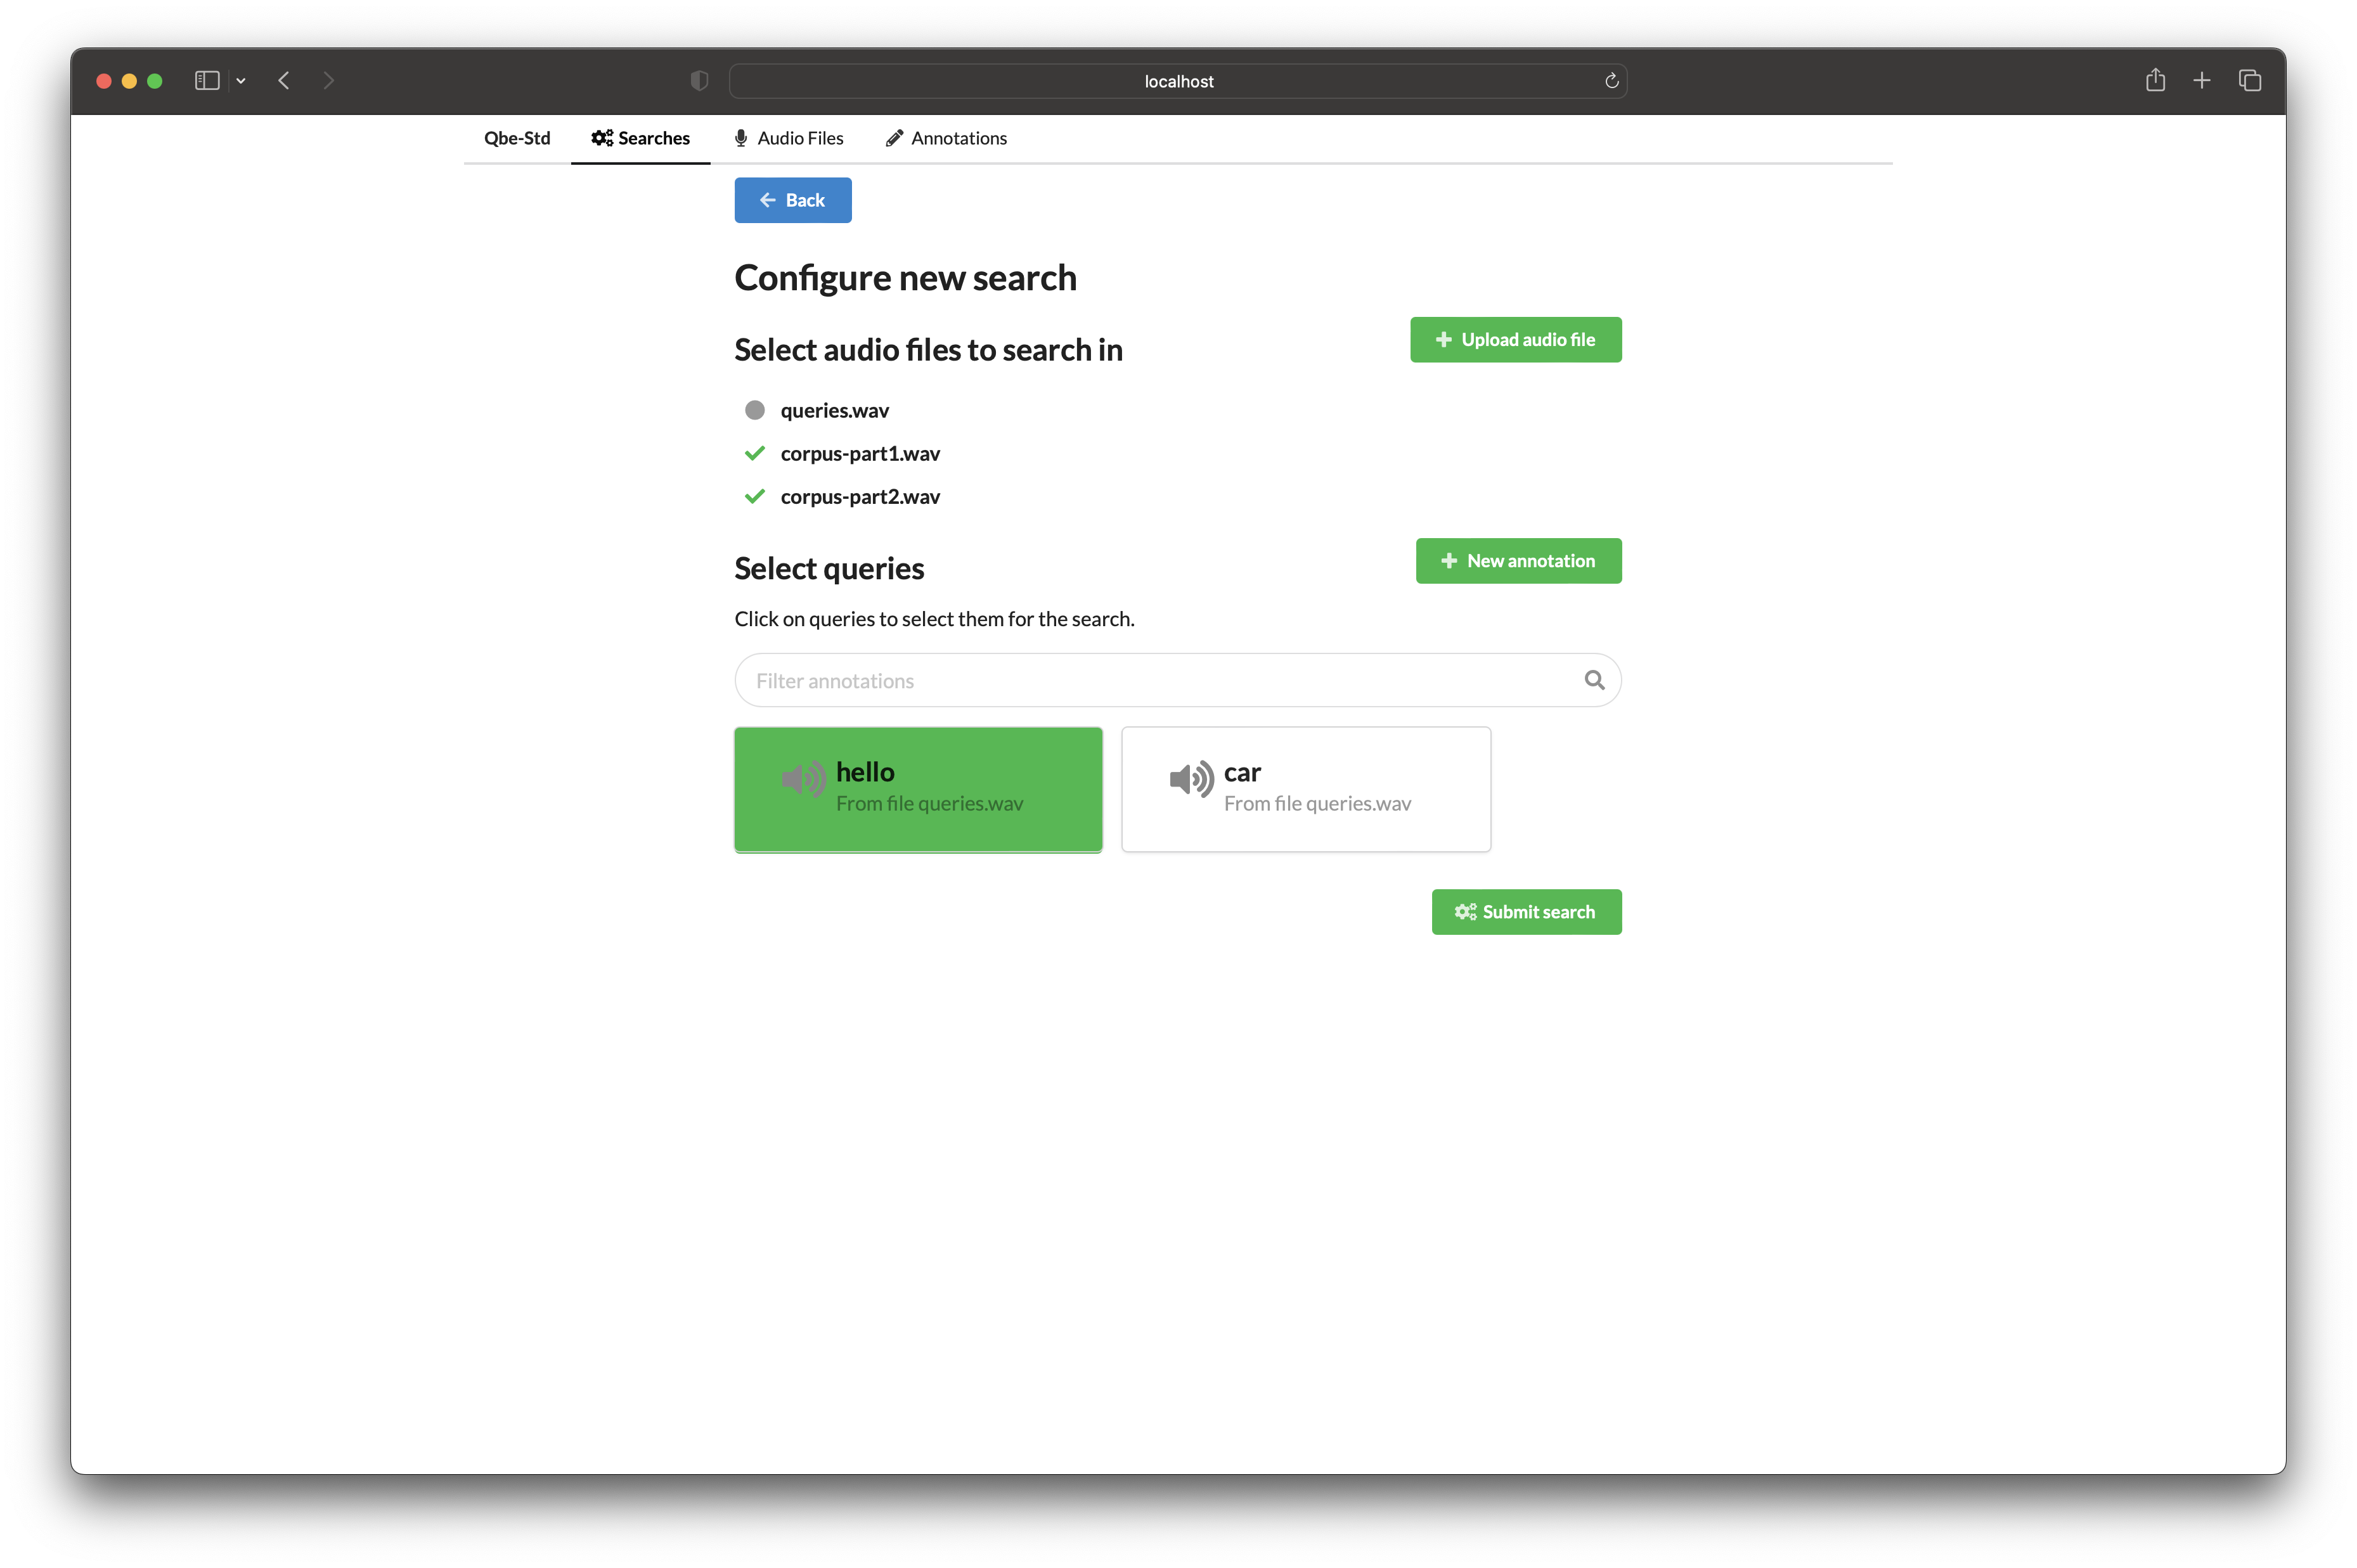 localhost
Qbe-Std Searches Audio Files Annotations
Back
Configure new search
Select audio files to search in
Upload audio file
queries.wav
corpus-part1.wav
corpus-part2.wav
Select queries
New annotation
Click on queries to select them for the search.
Filter annotations
hello
From file queries.wav
car
From file queries.wav
Submit search